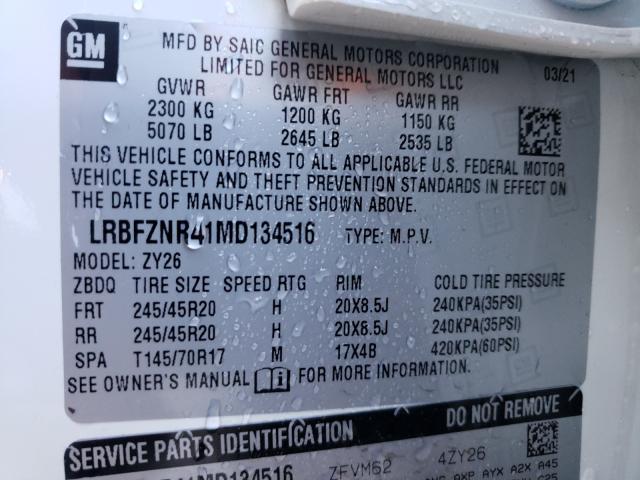 GM
MFD BY SAIC GENERAL MOTORS CORPORATION
LIMITED FOR GENERAL MOTORS LLC
03/21
GVWR GAWR FRT GAWR RR
2300 KG 1200 KG 1150 KG
5070 LB 2645 LB 2535 LB
THIS VEHICLE CONFORMS TO ALL APPLICABLE U.S. FEDERAL MOTOR
VEHICLE SAFETY AND THEFT PREVENTION STANDARDS IN EFFECT ON
THE DATE OF MANUFACTURE SHOWN ABOVE.
LRBFZNR41MD134516 TYPE: M.P.V.
MODEL: ZY26
ZBDQ TIRE SIZE SPEED RTG RIM COLD TIRE PRESSURE
FRT 245/45R20 H 20X8.5J 240KPA(35PSI)
RR 245/45R20 H 20X8.5J 240KPA(35PSI)
SPA T145/70R17 M 17X4B 420KPA(60PSI)
SEE OWNER'S MANUAL FOR MORE INFORMATION.
SERVICE PARTS IDENTIFICATION DO NOT REMOVE
ZFVM62 4ZY26
AXP AYX A2X A45